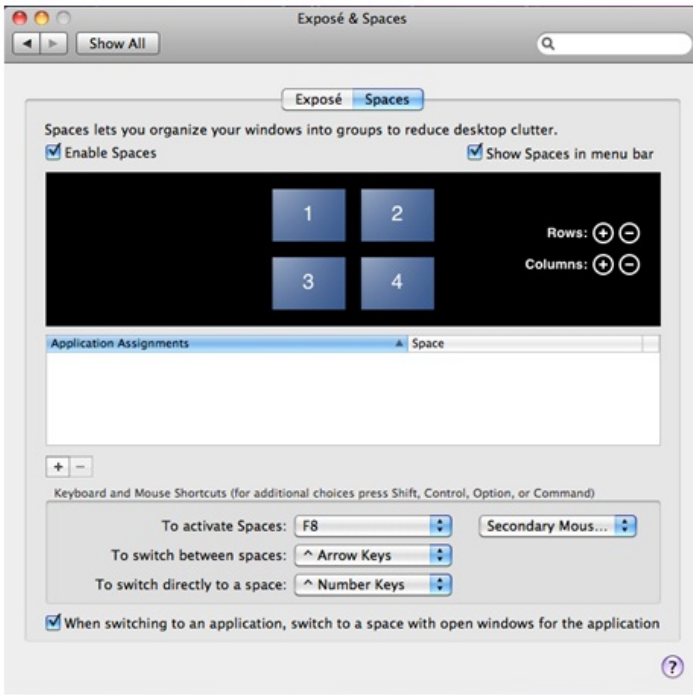 Exposé & Spaces
Show All
Exposé Spaces
Spaces lets you organize your windows into groups to reduce desktop clutter.
Enable Spaces Show Spaces in menu bar
1 2
Rows: + −
Columns: + −
3 4
Application Assignments Space
+ −
Keyboard and Mouse Shortcuts (for additional choices press Shift, Control, Option, or Command)
To activate Spaces: F8 Secondary Mous...
To switch between spaces: ^ Arrow Keys
To switch directly to a space: ^ Number Keys
When switching to an application, switch to a space with open windows for the application
?